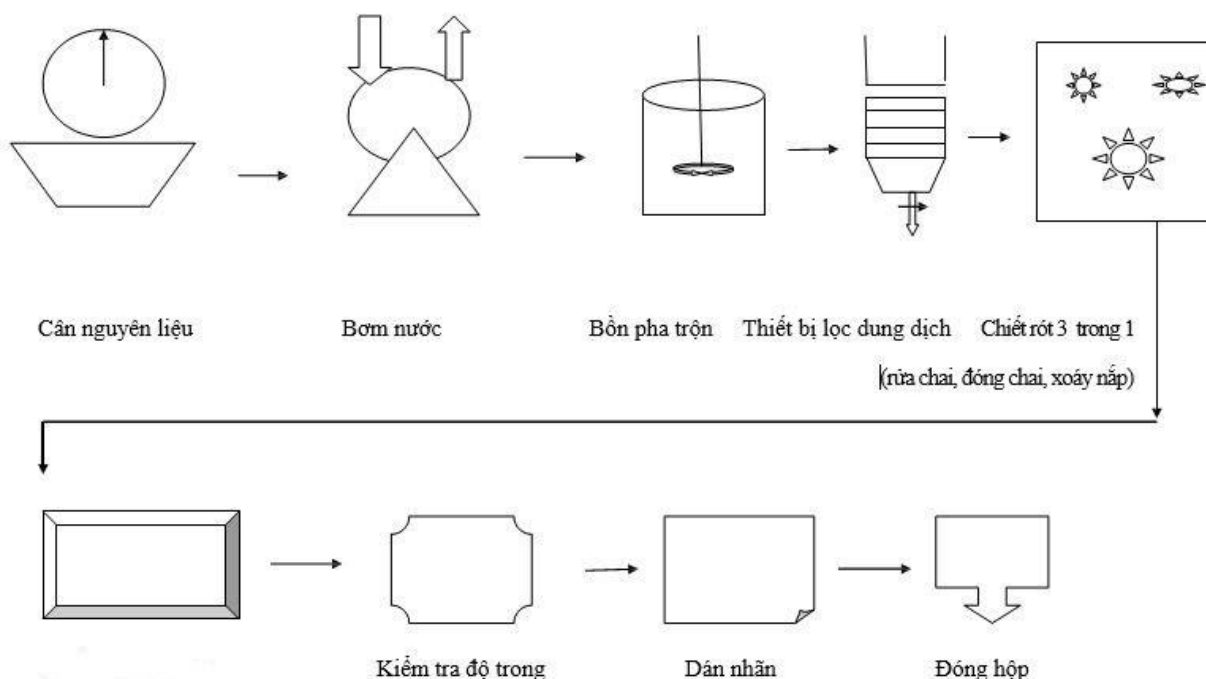 Cân nguyên liệu
Bơm nước
Bồn pha trộn
Thiết bị lọc dung dịch
Chiết rót 3 trong 1
(rửa chai, đóng chai, xoáy nắp)
Kiểm tra độ trong
Dán nhãn
Đóng hộp